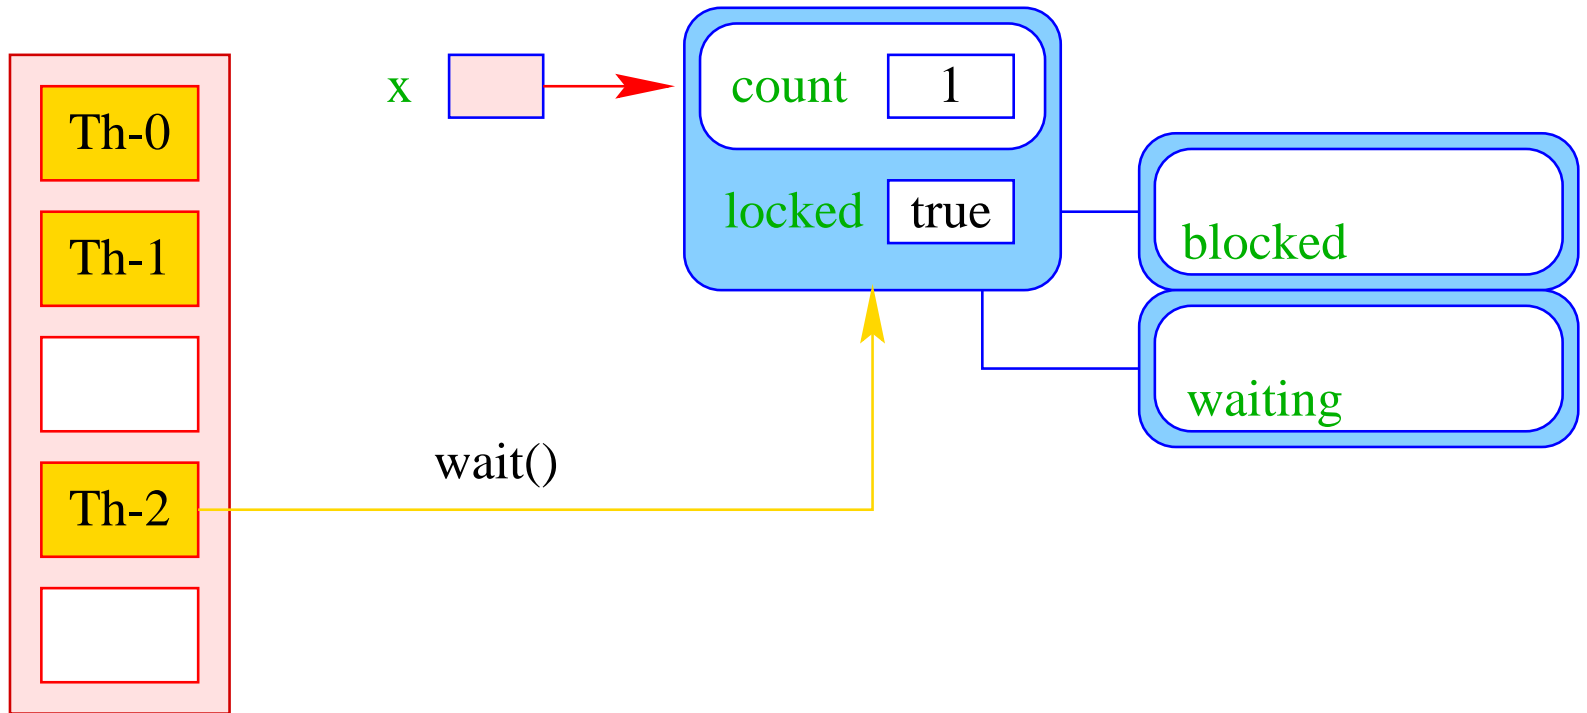 x
count 1
Th-0
locked true
blocked
Th-1
waiting
wait()
Th-2